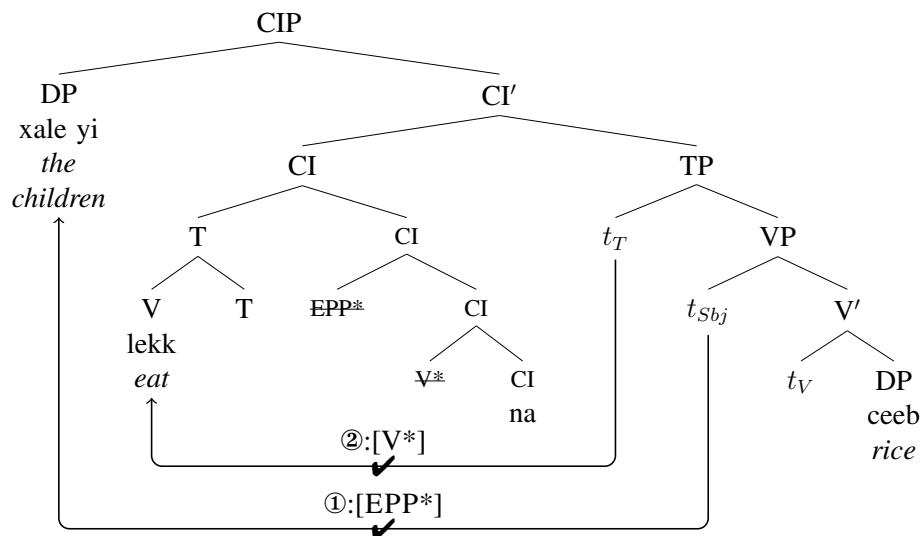 CIP
DP CI′
xale yi
the
children
CI TP
T CI t_T VP
V T EPP* CI t_Sbj V′
lekk
eat
V* CI t_V DP
na ceeb
rice
②:[V*]
✔
①:[EPP*]
✔